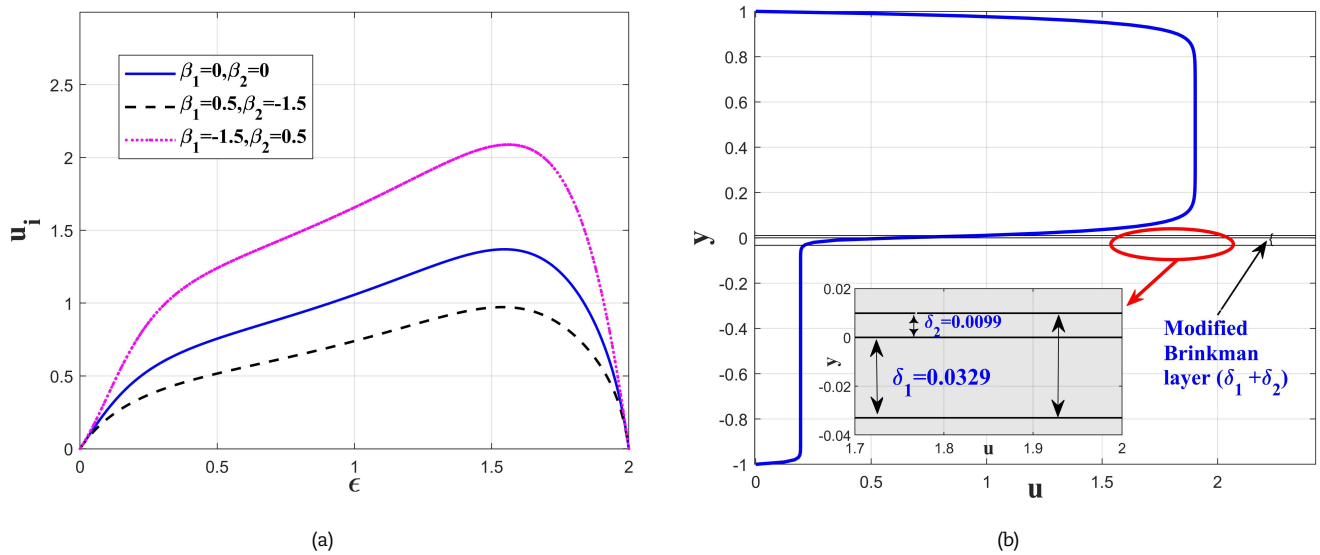 2.5
2
1.5
1
0.5
0
0
0.5
1
1.5
2
u_i
ϵ
β₁=0,β₂=0
β₁=0.5,β₂=-1.5
β₁=-1.5,β₂=0.5
(a)
1
0.8
0.6
0.4
0.2
0
-0.2
-0.4
-0.6
-0.8
-1
0
0.5
1
1.5
2
y
u
0.02
0
-0.02
-0.04
1.7
1.8
1.9
2
y
u
δ₂=0.0099
δ₁=0.0329
Modified
Brinkman
layer (δ₁ +δ₂)
(b)